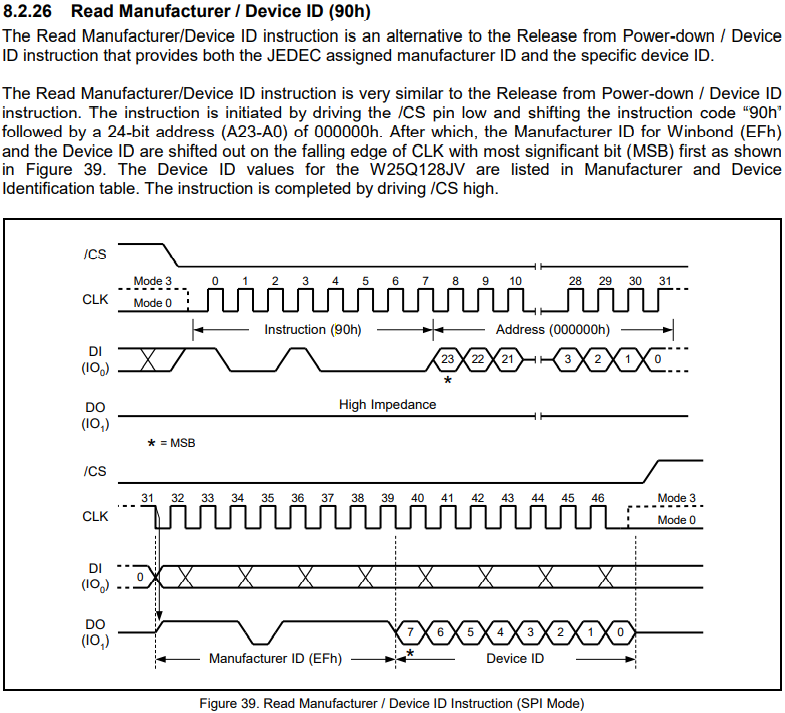 8.2.26 Read Manufacturer / Device ID (90h)
The Read Manufacturer/Device ID instruction is an alternative to the Release from Power-down / Device
ID instruction that provides both the JEDEC assigned manufacturer ID and the specific device ID.
The Read Manufacturer/Device ID instruction is very similar to the Release from Power-down / Device ID
instruction. The instruction is initiated by driving the /CS pin low and shifting the instruction code “90h”
followed by a 24-bit address (A23-A0) of 000000h. After which, the Manufacturer ID for Winbond (EFh)
and the Device ID are shifted out on the falling edge of CLK with most significant bit (MSB) first as shown
in Figure 39. The Device ID values for the W25Q128JV are listed in Manufacturer and Device
Identification table. The instruction is completed by driving /CS high.
/CS
Mode 3 0 1 2 3 4 5 6 7 8 9 10 28 29 30 31
CLK
Mode 0
Instruction (90h) Address (000000h)
DI
(IO0)
23 22 21 3 2 1 0
*
DO
(IO1)
High Impedance
* = MSB
/CS
31 32 33 34 35 36 37 38 39 40 41 42 43 44 45 46 Mode 3
CLK
Mode 0
DI
(IO0)
0
DO
(IO1)
7 6 5 4 3 2 1 0
*
Manufacturer ID (EFh) Device ID
Figure 39. Read Manufacturer / Device ID Instruction (SPI Mode)